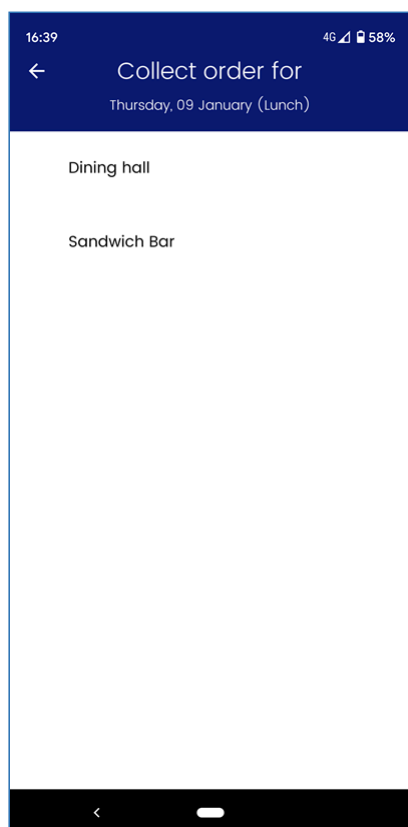 16:39 4G 58%
Collect order for
Thursday, 09 January (Lunch)
Dining hall
Sandwich Bar